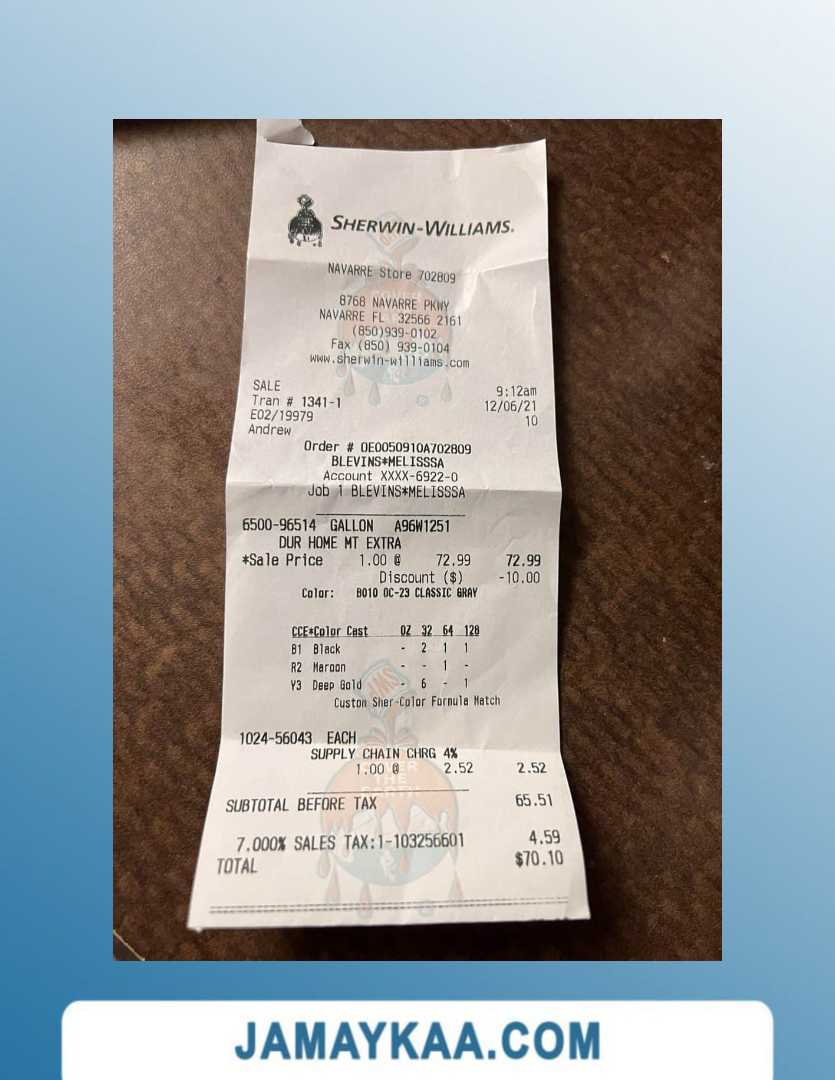 SHERWIN-WILLIAMS.
NAVARRE Store 702809
8768 NAVARRE PKWY
NAVARRE FL 32566 2161
(850)939-0102
Fax (850) 939-0104
www.sherwin-williams.com
SALE 9:12am
Tran # 1341-1 12/06/21
E02/19979 10
Andrew
Order # OE0050910A702809
BLEVINS*MELISSSA
Account XXXX-6922-0
Job 1 BLEVINS*MELISSSA
6500-96514 GALLON A96W1251
DUR HOME MT EXTRA
*Sale Price 1.00 @ 72.99 72.99
Discount ($) -10.00
Color: B010 OC-23 CLASSIC GRAY
CCE*Color Cast OZ 32 64 128
B1 Black - 2 1 1
R2 Maroon - - 1 -
Y3 Deep Gold - 6 - 1
Custom Sher-Color Formula Match
1024-56043 EACH
SUPPLY CHAIN CHRG 4%
1.00 @ 2.52 2.52
SUBTOTAL BEFORE TAX 65.51
7.000% SALES TAX:1-103256601 4.59
TOTAL $70.10
JAMAYKAA.COM